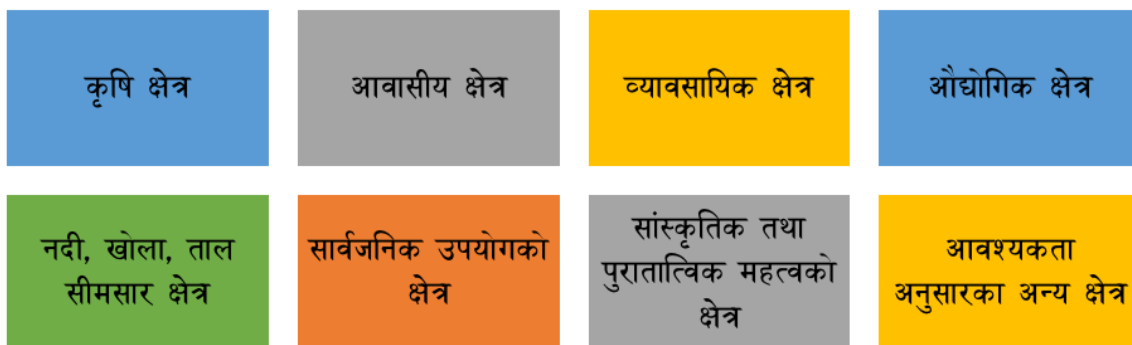 कृषि क्षेत्र
आवासीय क्षेत्र
व्यावसायिक क्षेत्र
औद्योगिक क्षेत्र
नदी, खोला, ताल
सीमसार क्षेत्र
सार्वजनिक उपयोगको
क्षेत्र
सांस्कृतिक तथा
पुरातात्विक महत्वको
क्षेत्र
आवश्यकता
अनुसारका अन्य क्षेत्र